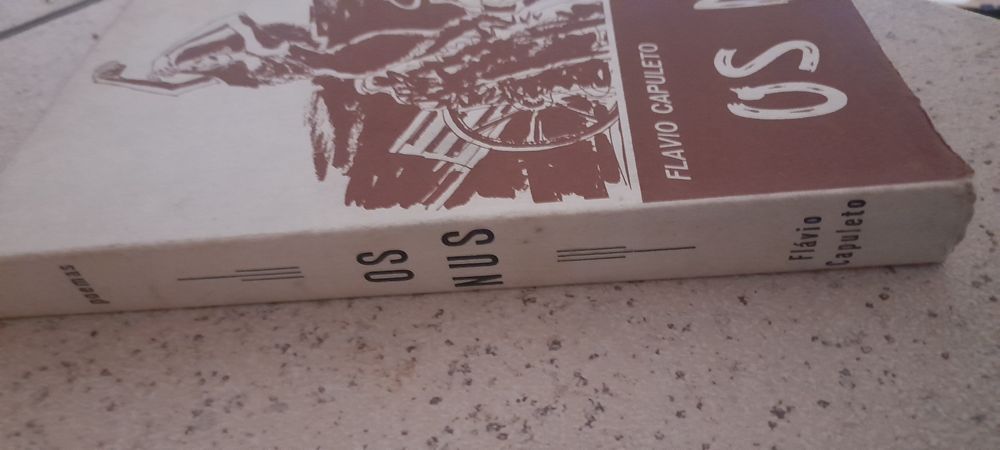 FLAVIO CAPULETO
OS
Flávio
Capuleto
OS
NUS
poemas